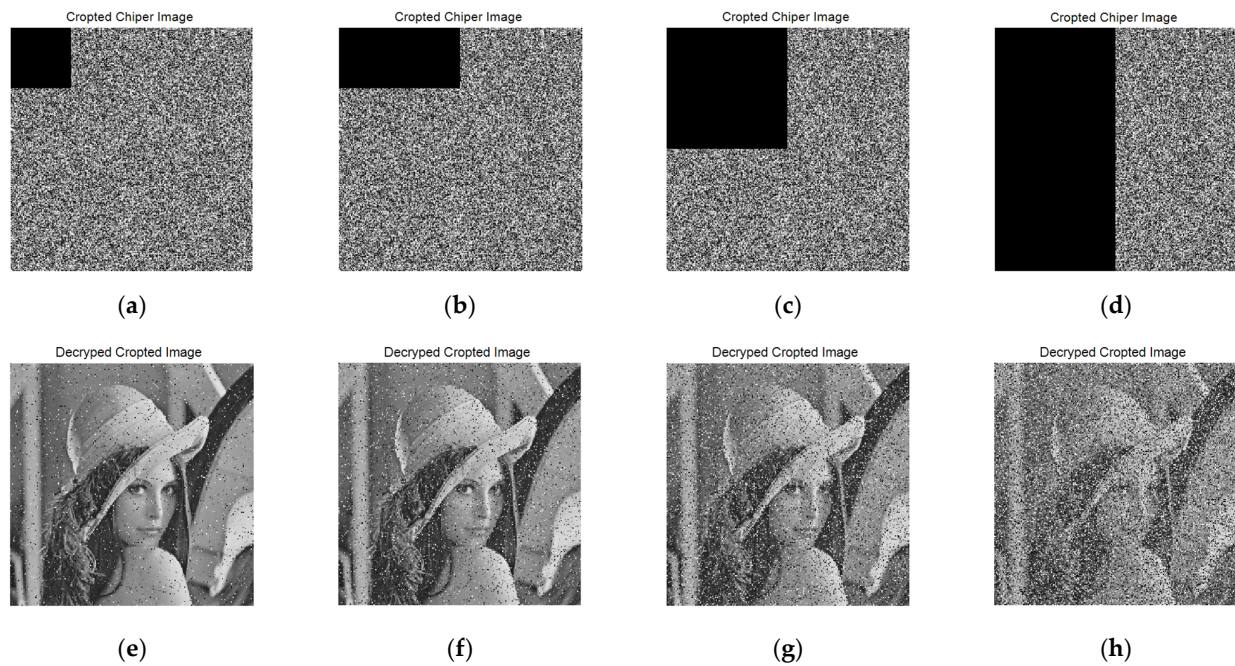 Cropted Chiper Image
Cropted Chiper Image
Cropted Chiper Image
Cropted Chiper Image
(a)
(b)
(c)
(d)
Decryped Cropted Image
Decryped Cropted Image
Decryped Cropted Image
Decryped Cropted Image
(e)
(f)
(g)
(h)